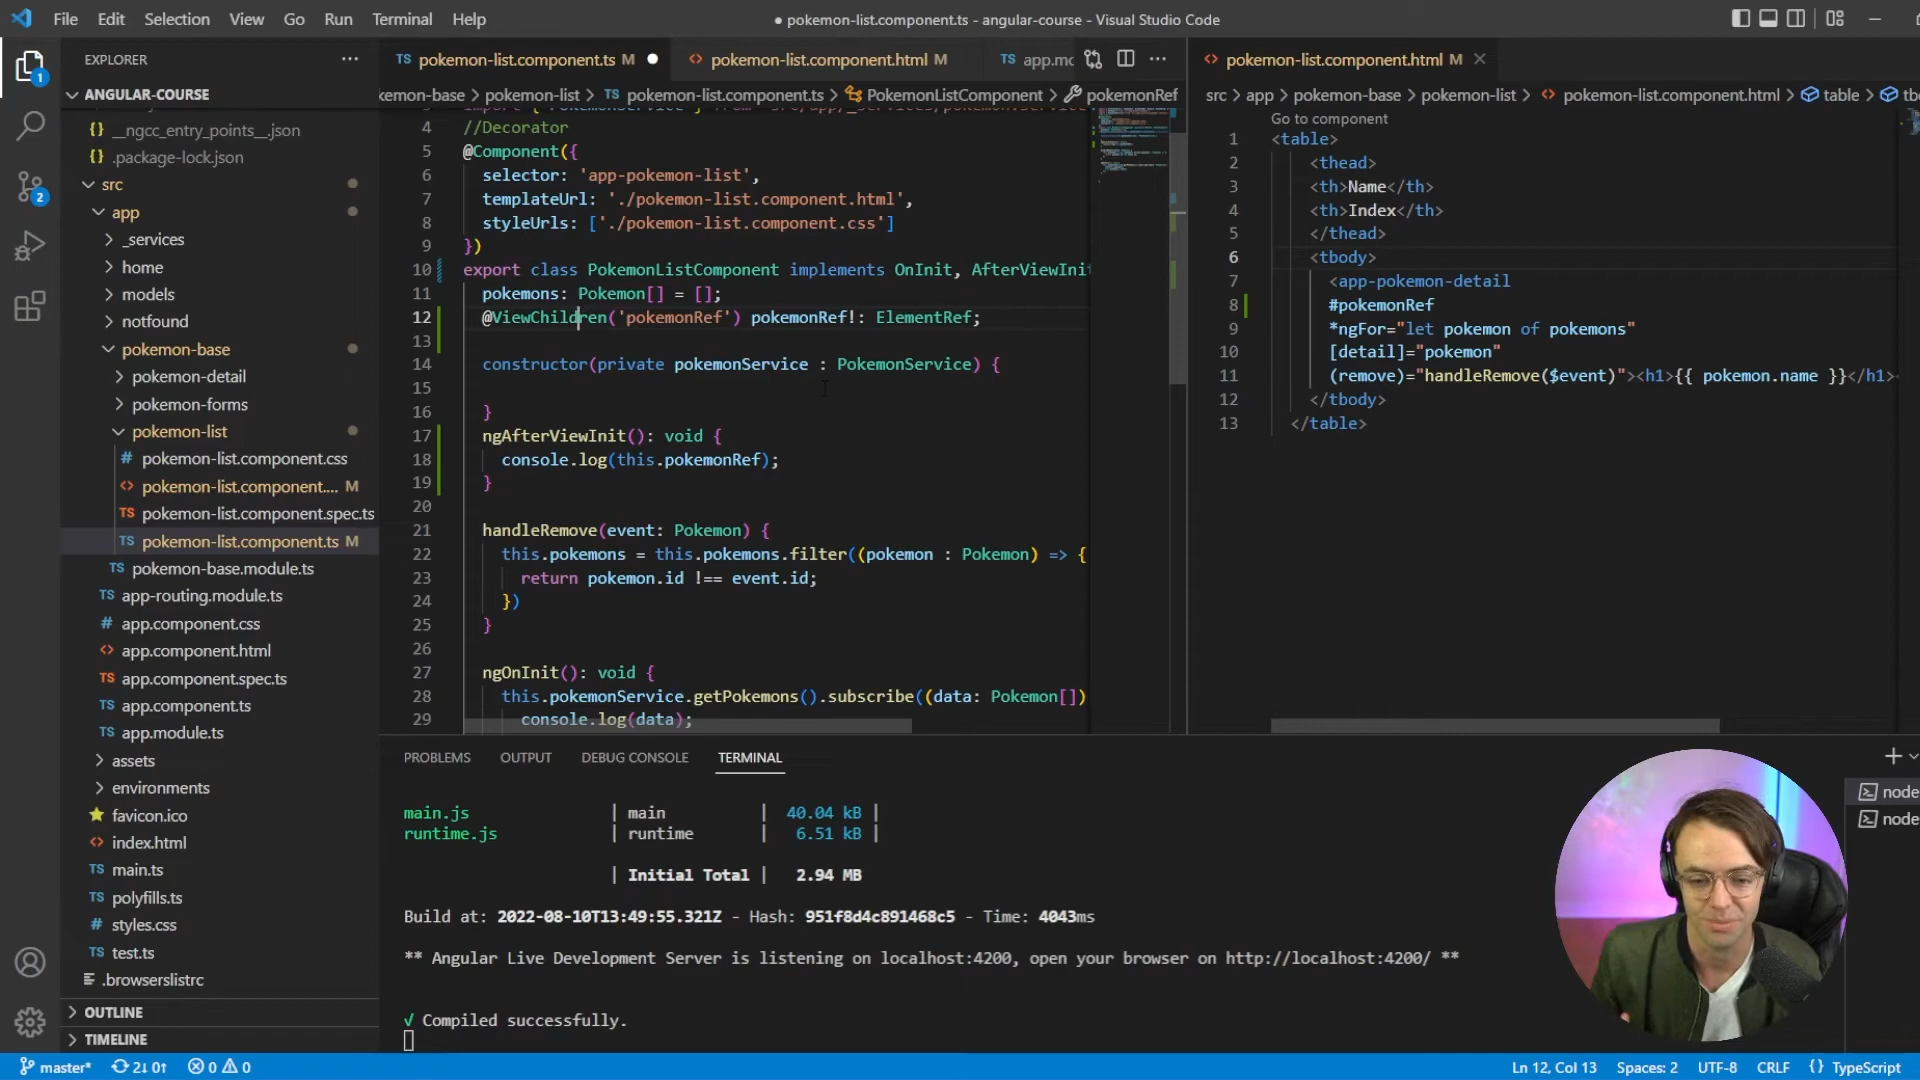 File Edit Selection View Go Run Terminal Help
● pokemon-list.component.ts - angular-course - Visual Studio Code
EXPLORER
ANGULAR-COURSE
__ngcc_entry_points__.json
.package-lock.json
src
app
_services
home
models
notfound
pokemon-base
pokemon-detail
pokemon-forms
pokemon-list
pokemon-list.component.css
pokemon-list.component.... M
pokemon-list.component.spec.ts
pokemon-list.component.ts M
pokemon-base.module.ts
app-routing.module.ts
app.component.css
app.component.html
app.component.spec.ts
app.component.ts
app.module.ts
assets
environments
favicon.ico
index.html
main.ts
polyfills.ts
styles.css
test.ts
.browserslistrc
OUTLINE
TIMELINE
TS pokemon-list.component.ts M ● <> pokemon-list.component.html M TS app.mc
kemon-base > pokemon-list > TS pokemon-list.component.ts > PokemonListComponent > pokemonRef
4 //Decorator
5 @Component({
6 selector: 'app-pokemon-list',
7 templateUrl: './pokemon-list.component.html',
8 styleUrls: ['./pokemon-list.component.css']
9 })
10 export class PokemonListComponent implements OnInit, AfterViewInit
11 pokemons: Pokemon[] = [];
12 @ViewChildren('pokemonRef') pokemonRef!: ElementRef;
13
14 constructor(private pokemonService : PokemonService) {
15
16 }
17 ngAfterViewInit(): void {
18 console.log(this.pokemonRef);
19 }
20
21 handleRemove(event: Pokemon) {
22 this.pokemons = this.pokemons.filter((pokemon : Pokemon) => {
23 return pokemon.id !== event.id;
24 })
25 }
26
27 ngOnInit(): void {
28 this.pokemonService.getPokemons().subscribe((data: Pokemon[])
29 console.log(data);
<> pokemon-list.component.html M ×
src > app > pokemon-base > pokemon-list > <> pokemon-list.component.html > table > tbo
Go to component
1 <table>
2 <thead>
3 <th>Name</th>
4 <th>Index</th>
5 </thead>
6 <tbody>
7 <app-pokemon-detail
8 #pokemonRef
9 *ngFor="let pokemon of pokemons"
10 [detail]="pokemon"
11 (remove)="handleRemove($event)"><h1>{{ pokemon.name }}</h1>
12 </tbody>
13 </table>
PROBLEMS OUTPUT DEBUG CONSOLE TERMINAL
main.js | main | 40.04 kB |
runtime.js | runtime | 6.51 kB |
| Initial Total | 2.94 MB
Build at: 2022-08-10T13:49:55.321Z - Hash: 951f8d4c891468c5 - Time: 4043ms
** Angular Live Development Server is listening on localhost:4200, open your browser on http://localhost:4200/ **
√ Compiled successfully.
node
node
master* 2↓ 0↑ 0 0
Ln 12, Col 13 Spaces: 2 UTF-8 CRLF {} TypeScript